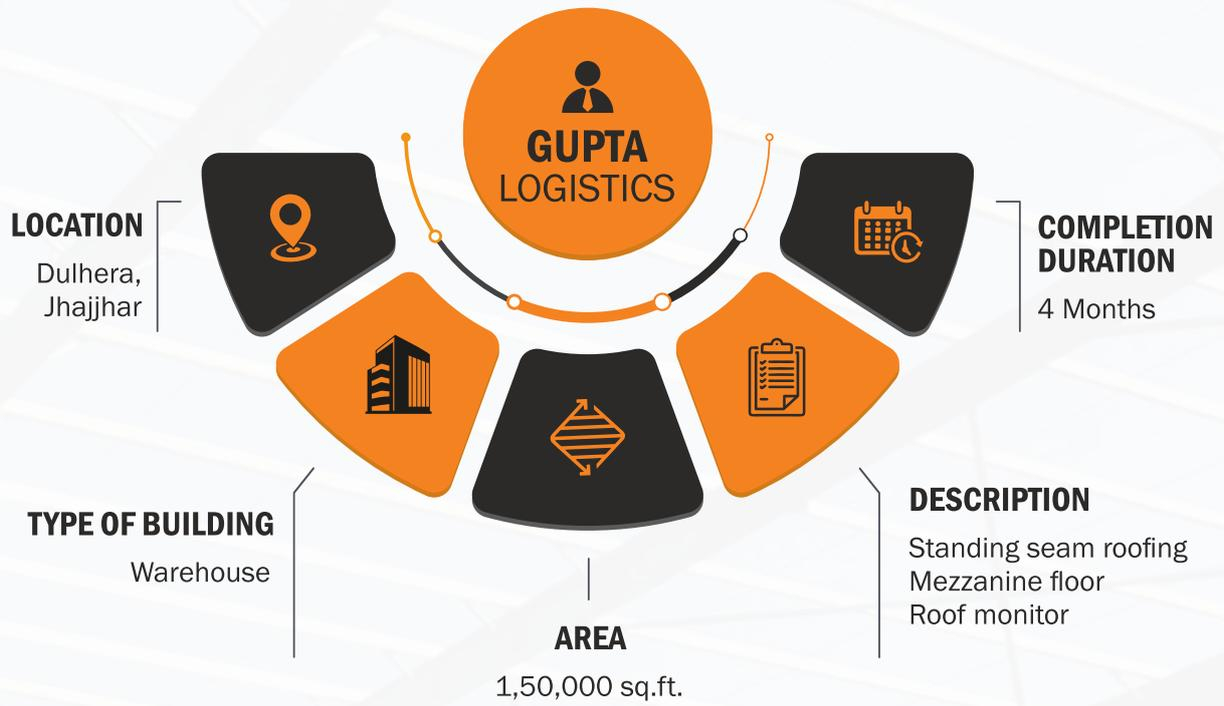 GUPTA
LOGISTICS
LOCATION
Dulhera,
Jhajjhar
TYPE OF BUILDING
Warehouse
AREA
1,50,000 sq.ft.
DESCRIPTION
Standing seam roofing
Mezzanine floor
Roof monitor
COMPLETION
DURATION
4 Months